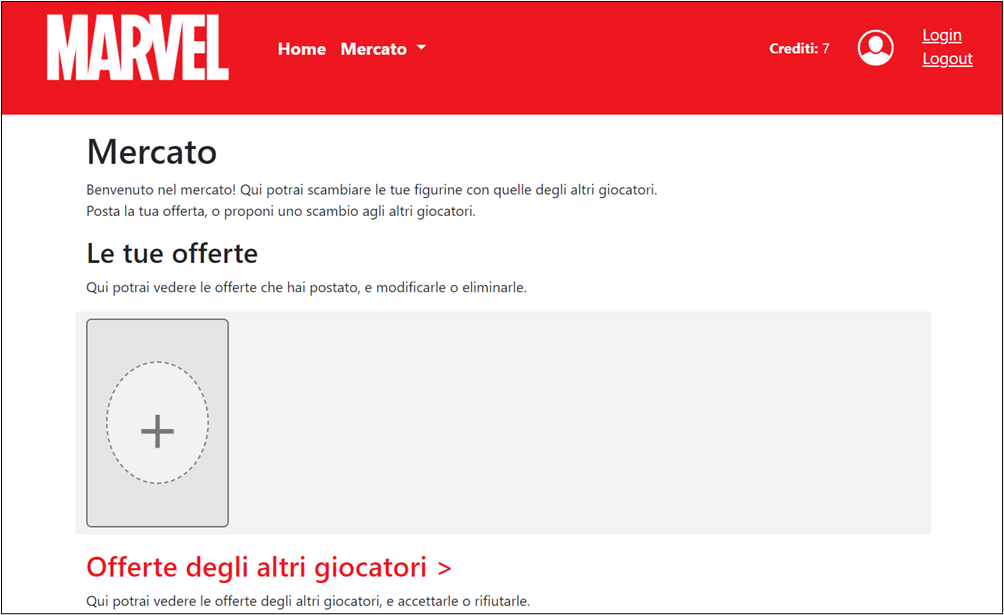 MARVEL
Home Mercato
Crediti: 7
Login
Logout
Mercato
Benvenuto nel mercato! Qui potrai scambiare le tue figurine con quelle degli altri giocatori.
Posta la tua offerta, o proponi uno scambio agli altri giocatori.
Le tue offerte
Qui potrai vedere le offerte che hai postato, e modificarle o eliminarle.
+
Offerte degli altri giocatori >
Qui potrai vedere le offerte degli altri giocatori, e accettarle o rifiutarle.